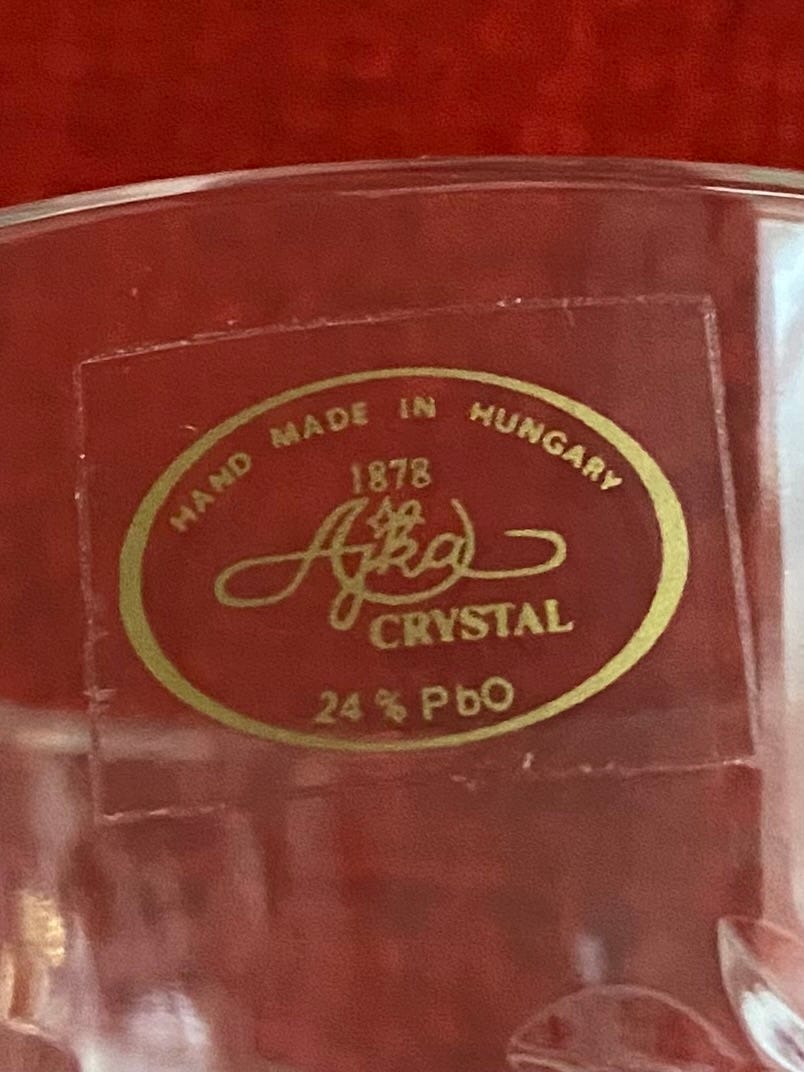 HAND MADE IN HUNGARY
1878
Ajka
CRYSTAL
24 % PbO